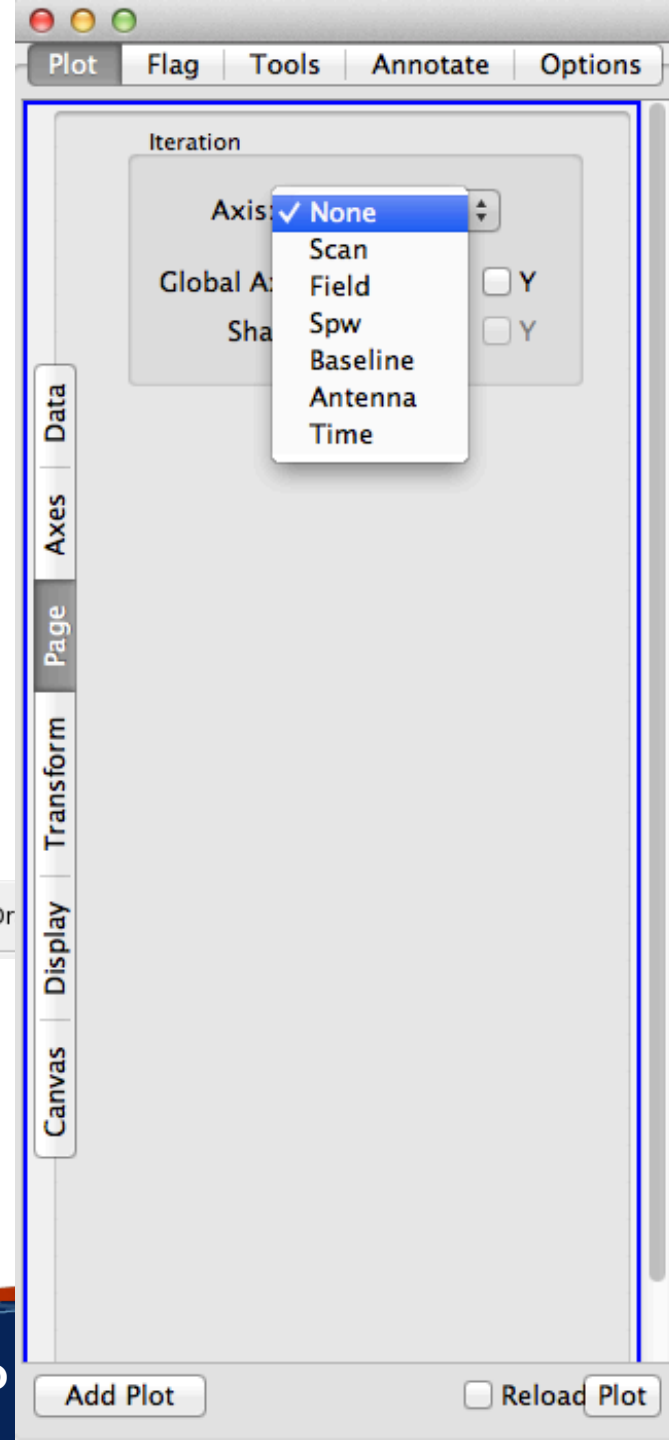 Plot Flag Tools Annotate Options
Iteration
Axis: ✓ None
Scan
Global A Field Y
Sha Spw Y
Baseline
Antenna
Time
Data
Axes
Page
Transform
Display
Canvas
Add Plot Reload Plot